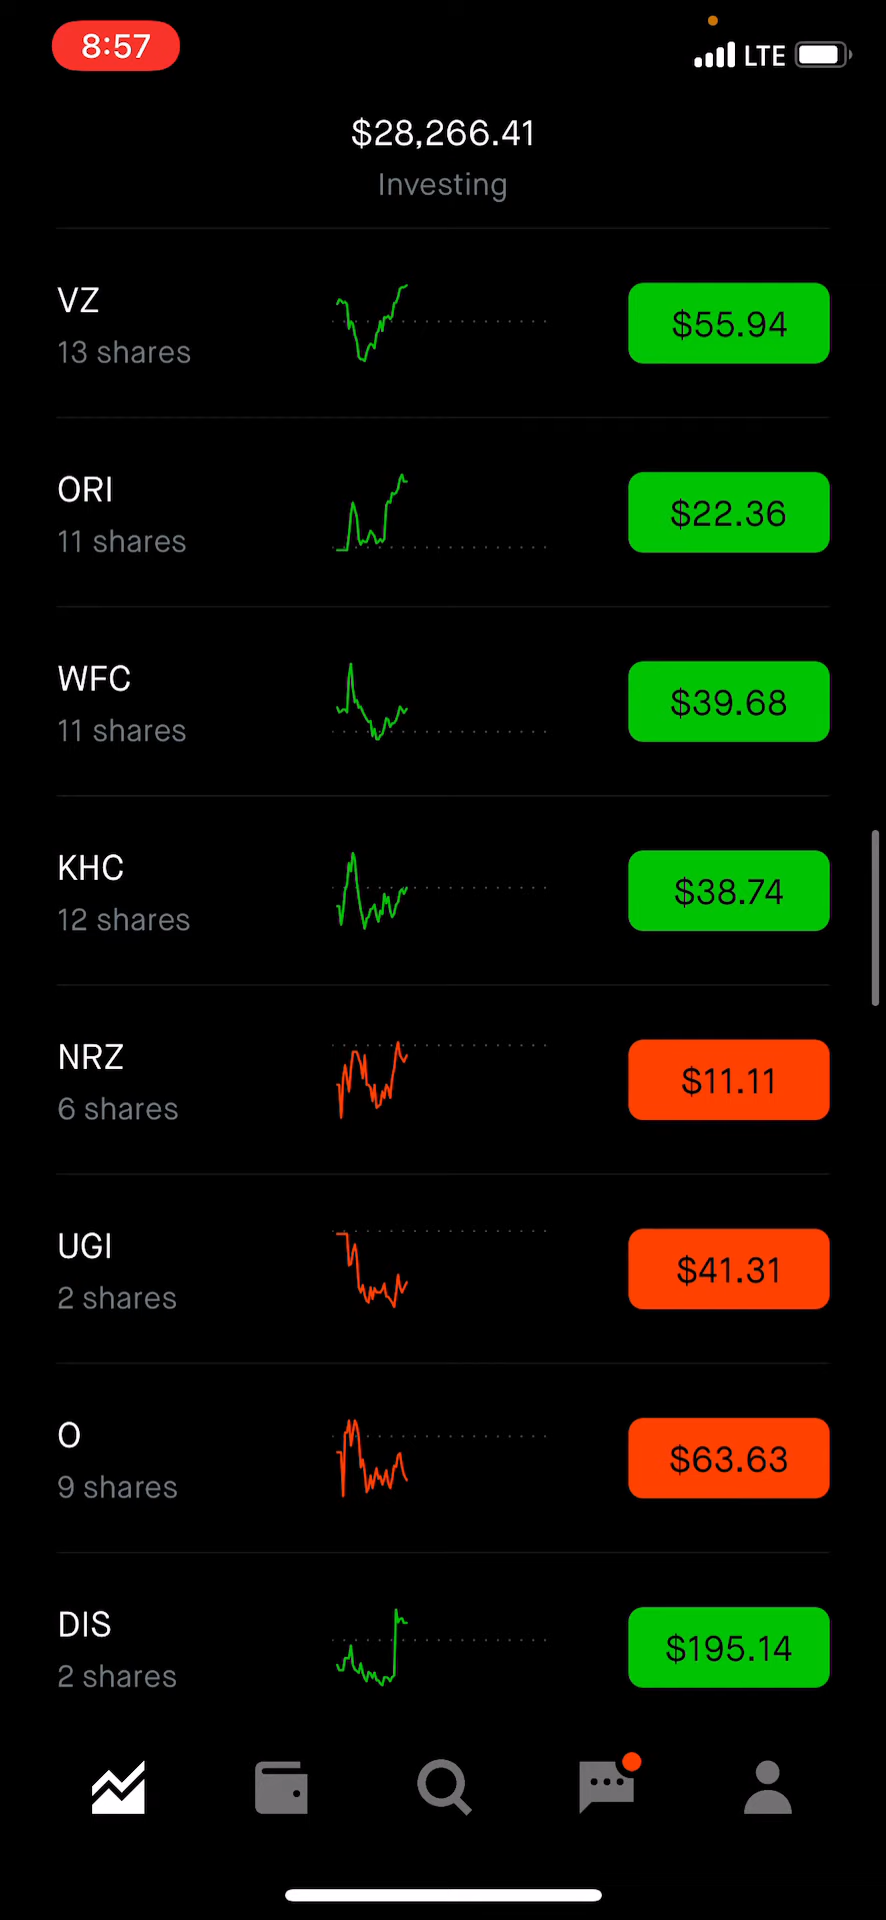 8:57
LTE
$28,266.41
Investing
VZ
13 shares
$55.94
ORI
11 shares
$22.36
WFC
11 shares
$39.68
KHC
12 shares
$38.74
NRZ
6 shares
$11.11
UGI
2 shares
$41.31
O
9 shares
$63.63
DIS
2 shares
$195.14